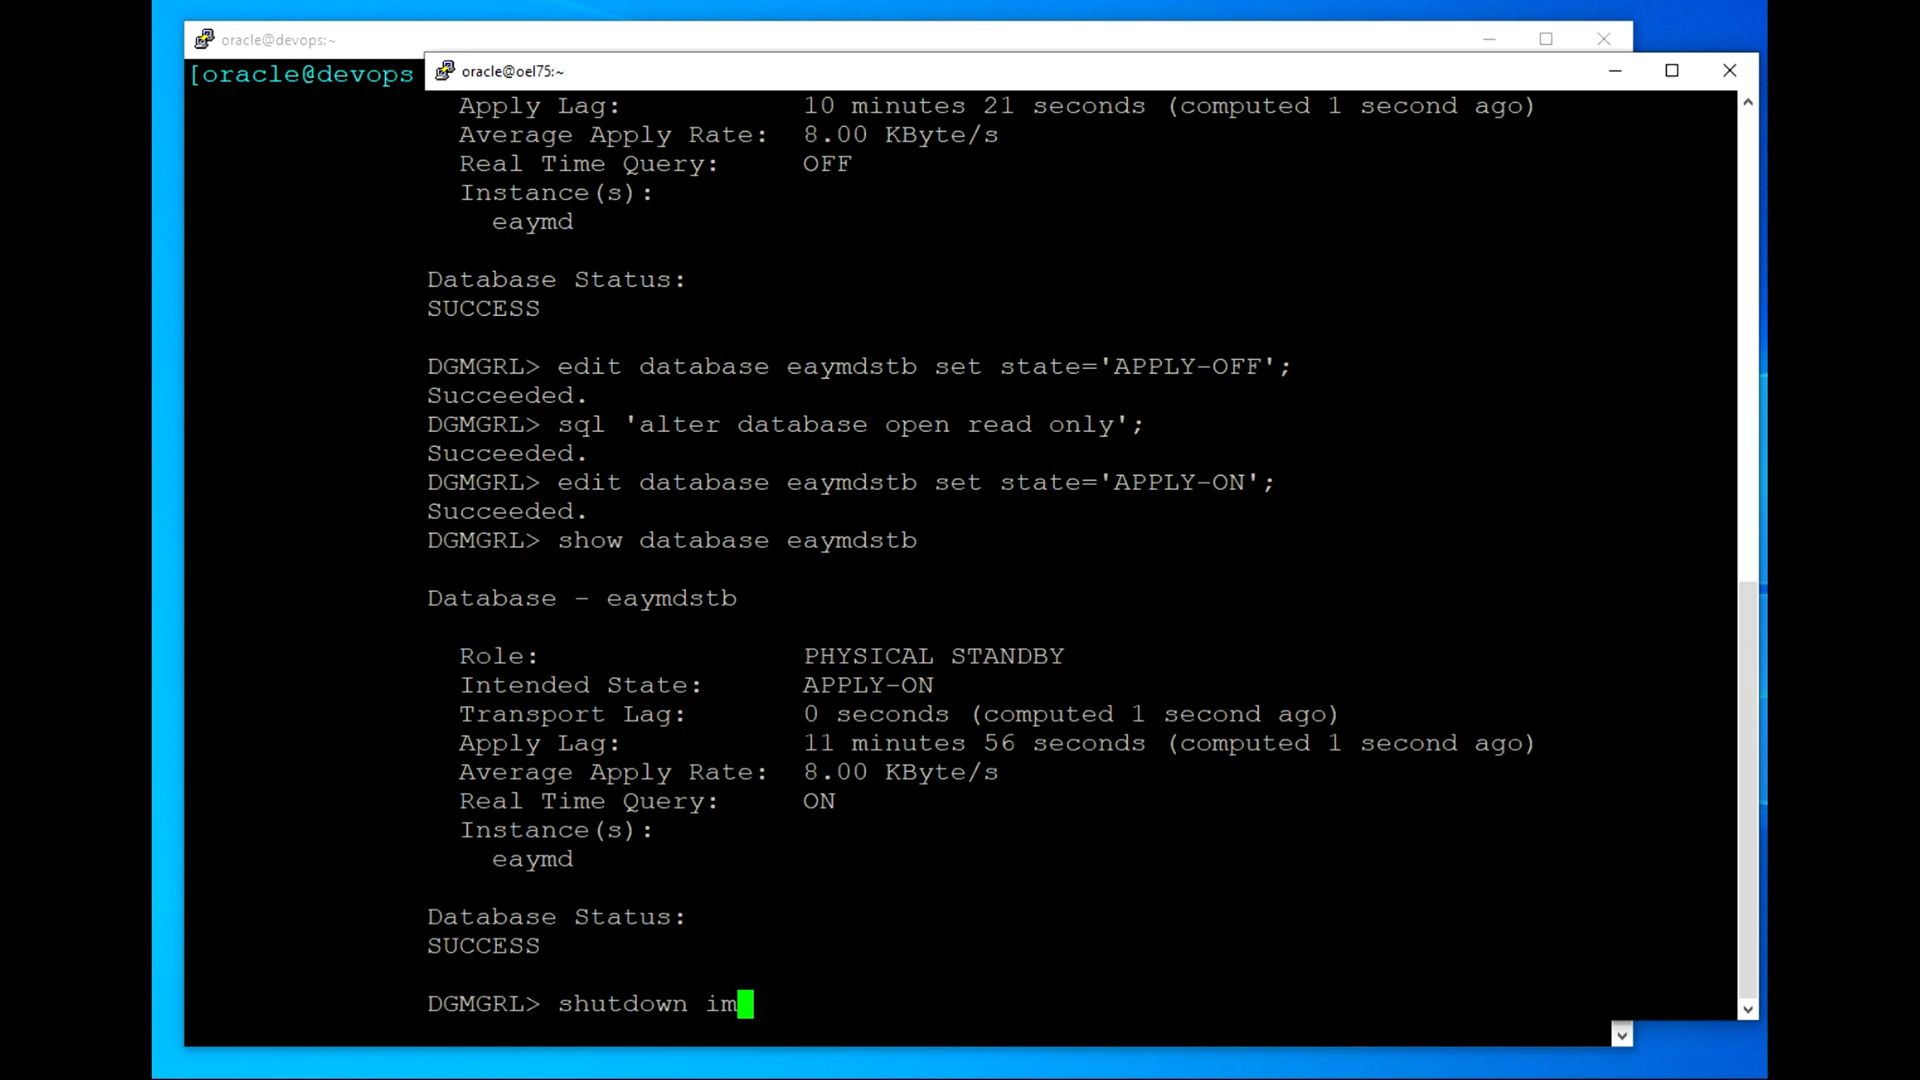 oracle@devops:~
[oracle@devops
oracle@oel75:~
Apply Lag: 10 minutes 21 seconds (computed 1 second ago)
Average Apply Rate: 8.00 KByte/s
Real Time Query: OFF
Instance(s):
eaymd
Database Status:
SUCCESS
DGMGRL> edit database eaymdstb set state='APPLY-OFF';
Succeeded.
DGMGRL> sql 'alter database open read only';
Succeeded.
DGMGRL> edit database eaymdstb set state='APPLY-ON';
Succeeded.
DGMGRL> show database eaymdstb
Database - eaymdstb
Role: PHYSICAL STANDBY
Intended State: APPLY-ON
Transport Lag: 0 seconds (computed 1 second ago)
Apply Lag: 11 minutes 56 seconds (computed 1 second ago)
Average Apply Rate: 8.00 KByte/s
Real Time Query: ON
Instance(s):
eaymd
Database Status:
SUCCESS
DGMGRL> shutdown im